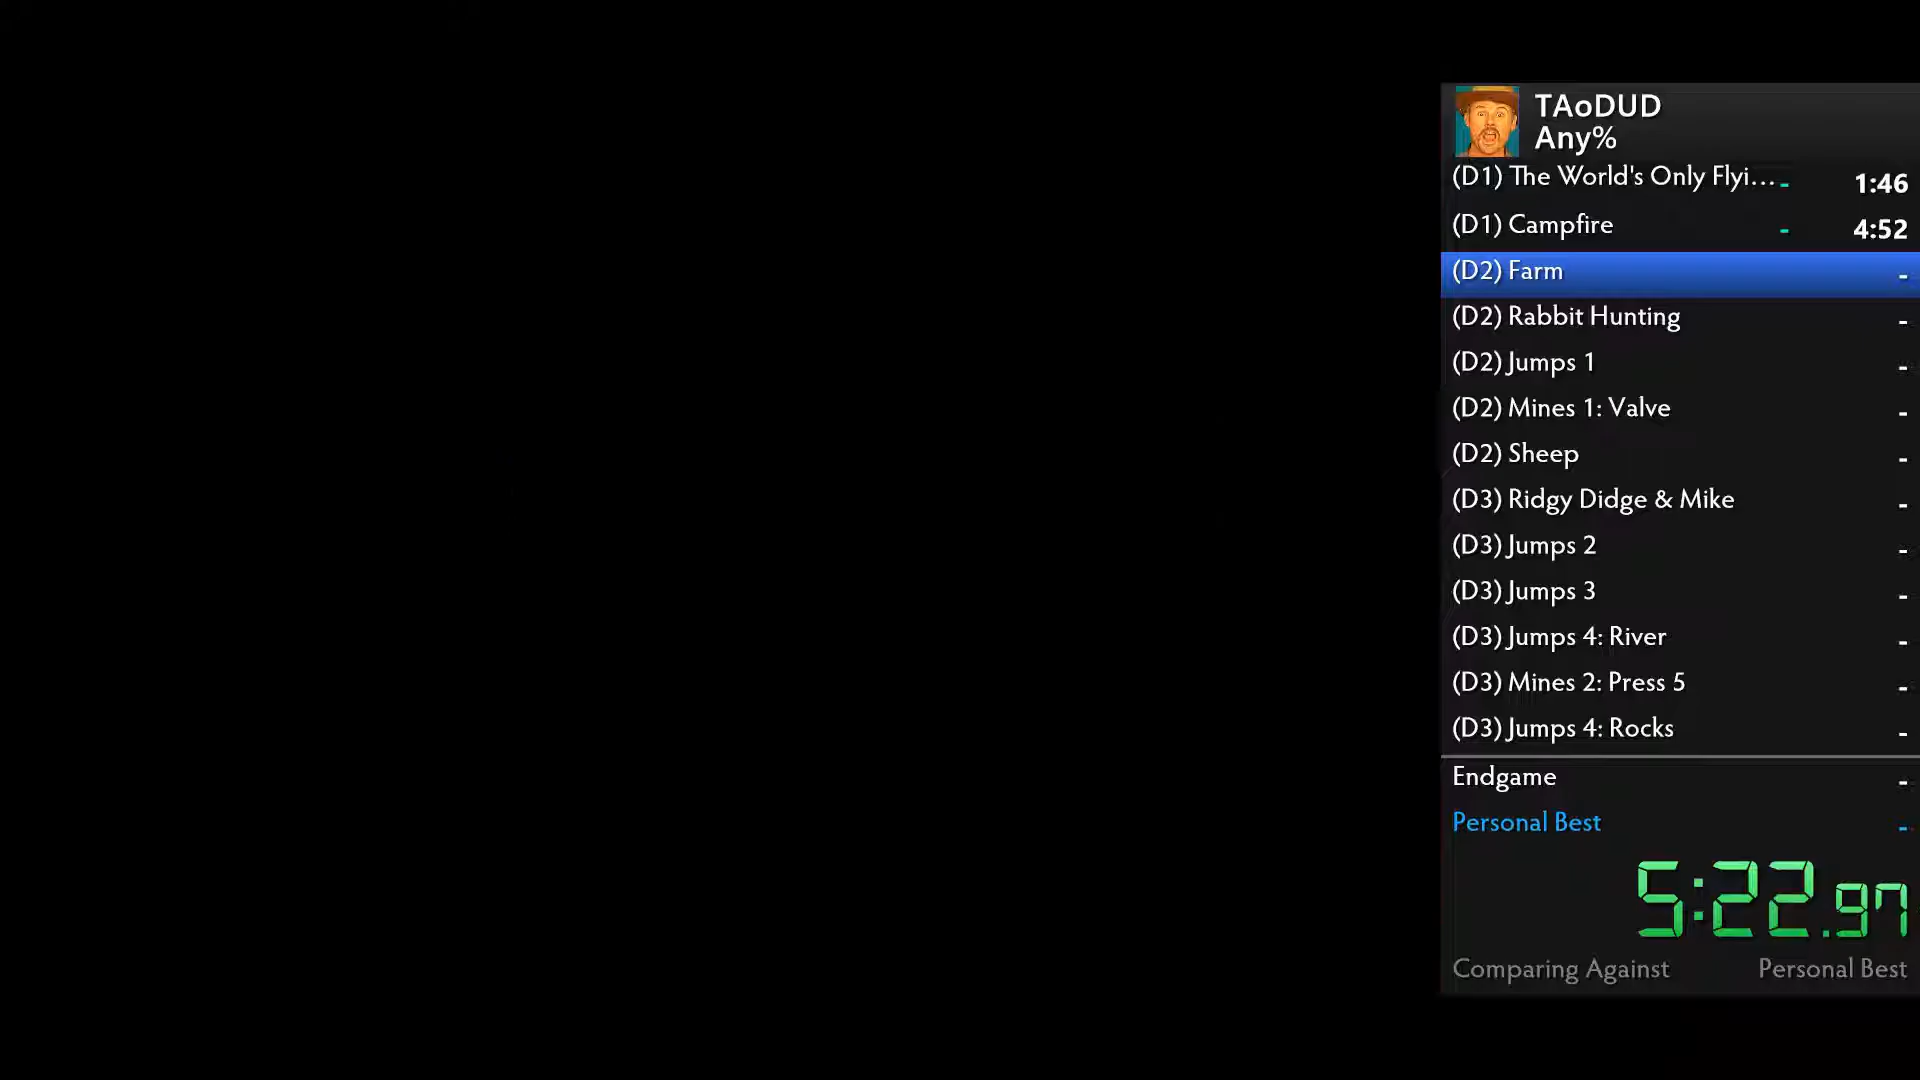 TAoDUD
Any%
(D1) The World's Only Flyi... - 1:46
(D1) Campfire - 4:52
(D2) Farm -
(D2) Rabbit Hunting -
(D2) Jumps 1 -
(D2) Mines 1: Valve -
(D2) Sheep -
(D3) Ridgy Didge & Mike -
(D3) Jumps 2 -
(D3) Jumps 3 -
(D3) Jumps 4: River -
(D3) Mines 2: Press 5 -
(D3) Jumps 4: Rocks -
Endgame -
Personal Best -
5:22.97
Comparing Against Personal Best